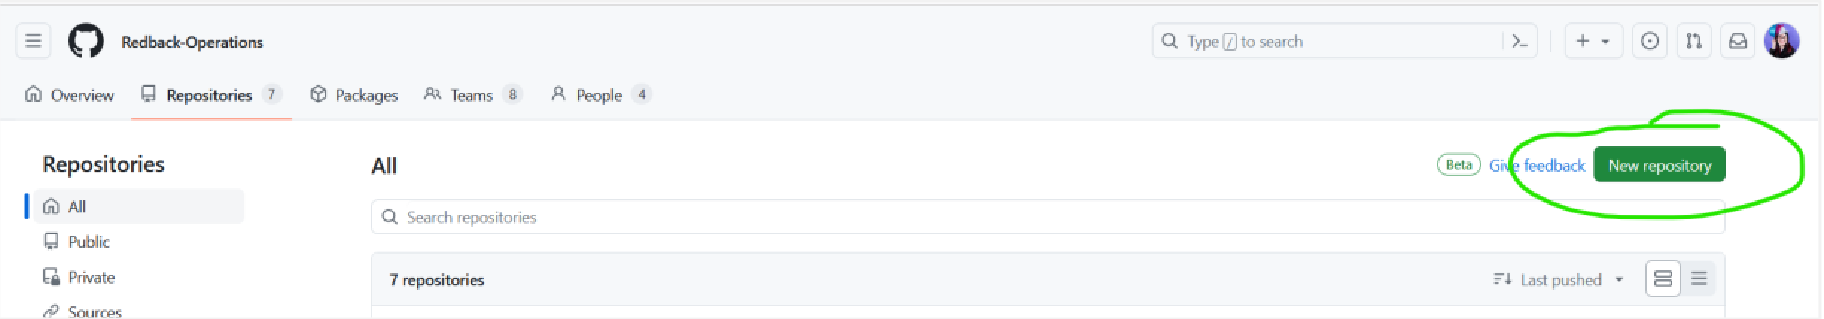 Redback-Operations
Type / to search
Overview Repositories 7 Packages Teams 8 People 4
Repositories
All
Public
Private
Sources
All
Beta Give feedback New repository
Search repositories
7 repositories
Last pushed